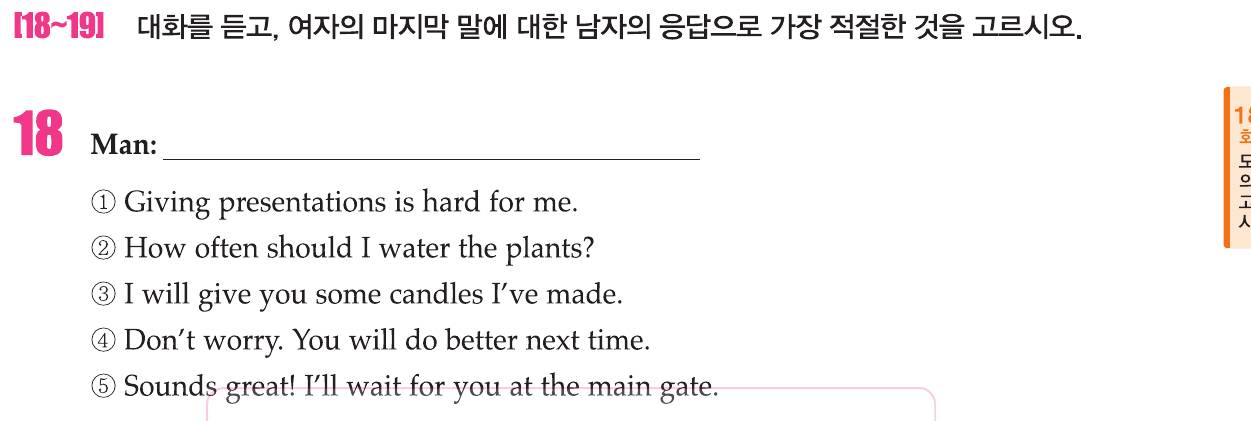 [18~19] 대화를 듣고, 여자의 마지막 말에 대한 남자의 응답으로 가장 적절한 것을 고르시오.
18 Man:
① Giving presentations is hard for me.
② How often should I water the plants?
③ I will give you some candles I've made.
④ Don't worry. You will do better next time.
⑤ Sounds great! I'll wait for you at the main gate.
모의고사